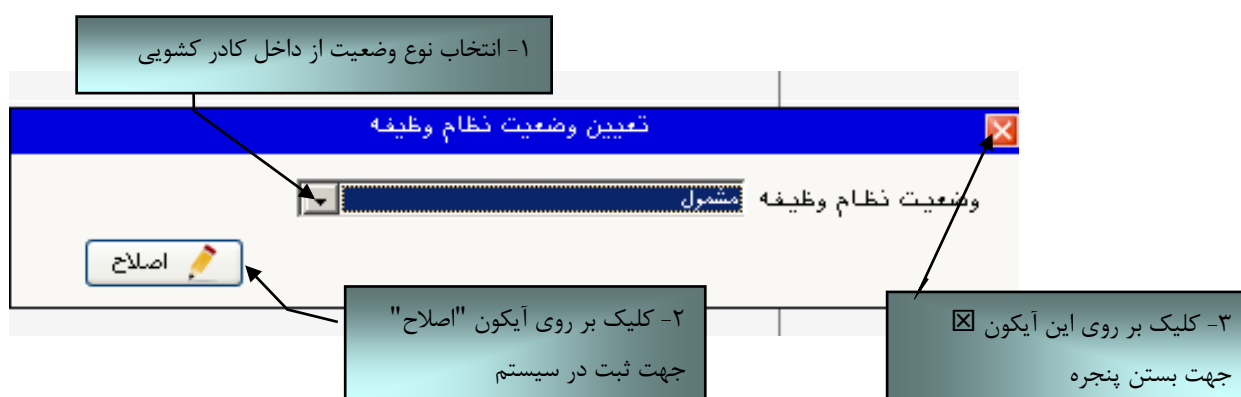 ۱- انتخاب نوع وضعیت از داخل کادر کشویی
تعیین وضعیت نظام وظیفه
وضعیت نظام وظیفه مشمول
اصلاح
۲- کلیک بر روی آیکون "اصلاح"
جهت ثبت در سیستم
۳- کلیک بر روی این آیکون ☒
جهت بستن پنجره